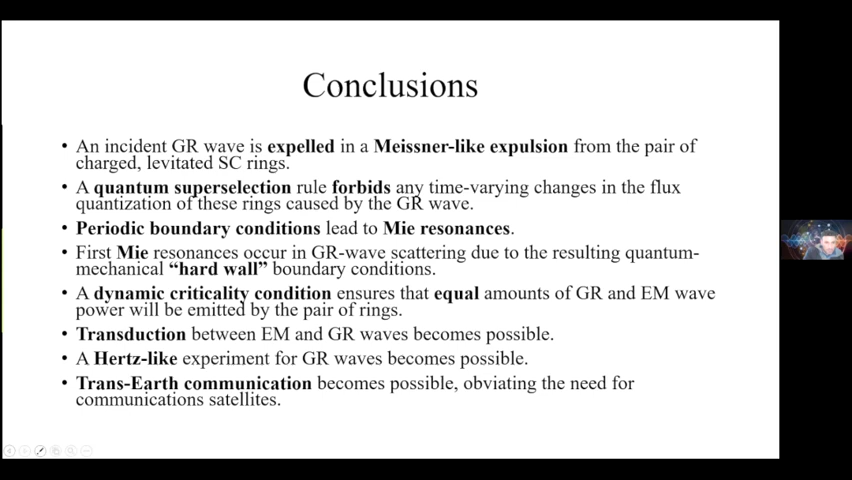 Conclusions
• An incident GR wave is expelled in a Meissner-like expulsion from the pair of
charged, levitated SC rings.
• A quantum superselection rule forbids any time-varying changes in the flux
quantization of these rings caused by the GR wave.
• Periodic boundary conditions lead to Mie resonances.
• First Mie resonances occur in GR-wave scattering due to the resulting quantum-
mechanical “hard wall” boundary conditions.
• A dynamic criticality condition ensures that equal amounts of GR and EM wave
power will be emitted by the pair of rings.
• Transduction between EM and GR waves becomes possible.
• A Hertz-like experiment for GR waves becomes possible.
• Trans-Earth communication becomes possible, obviating the need for
communications satellites.